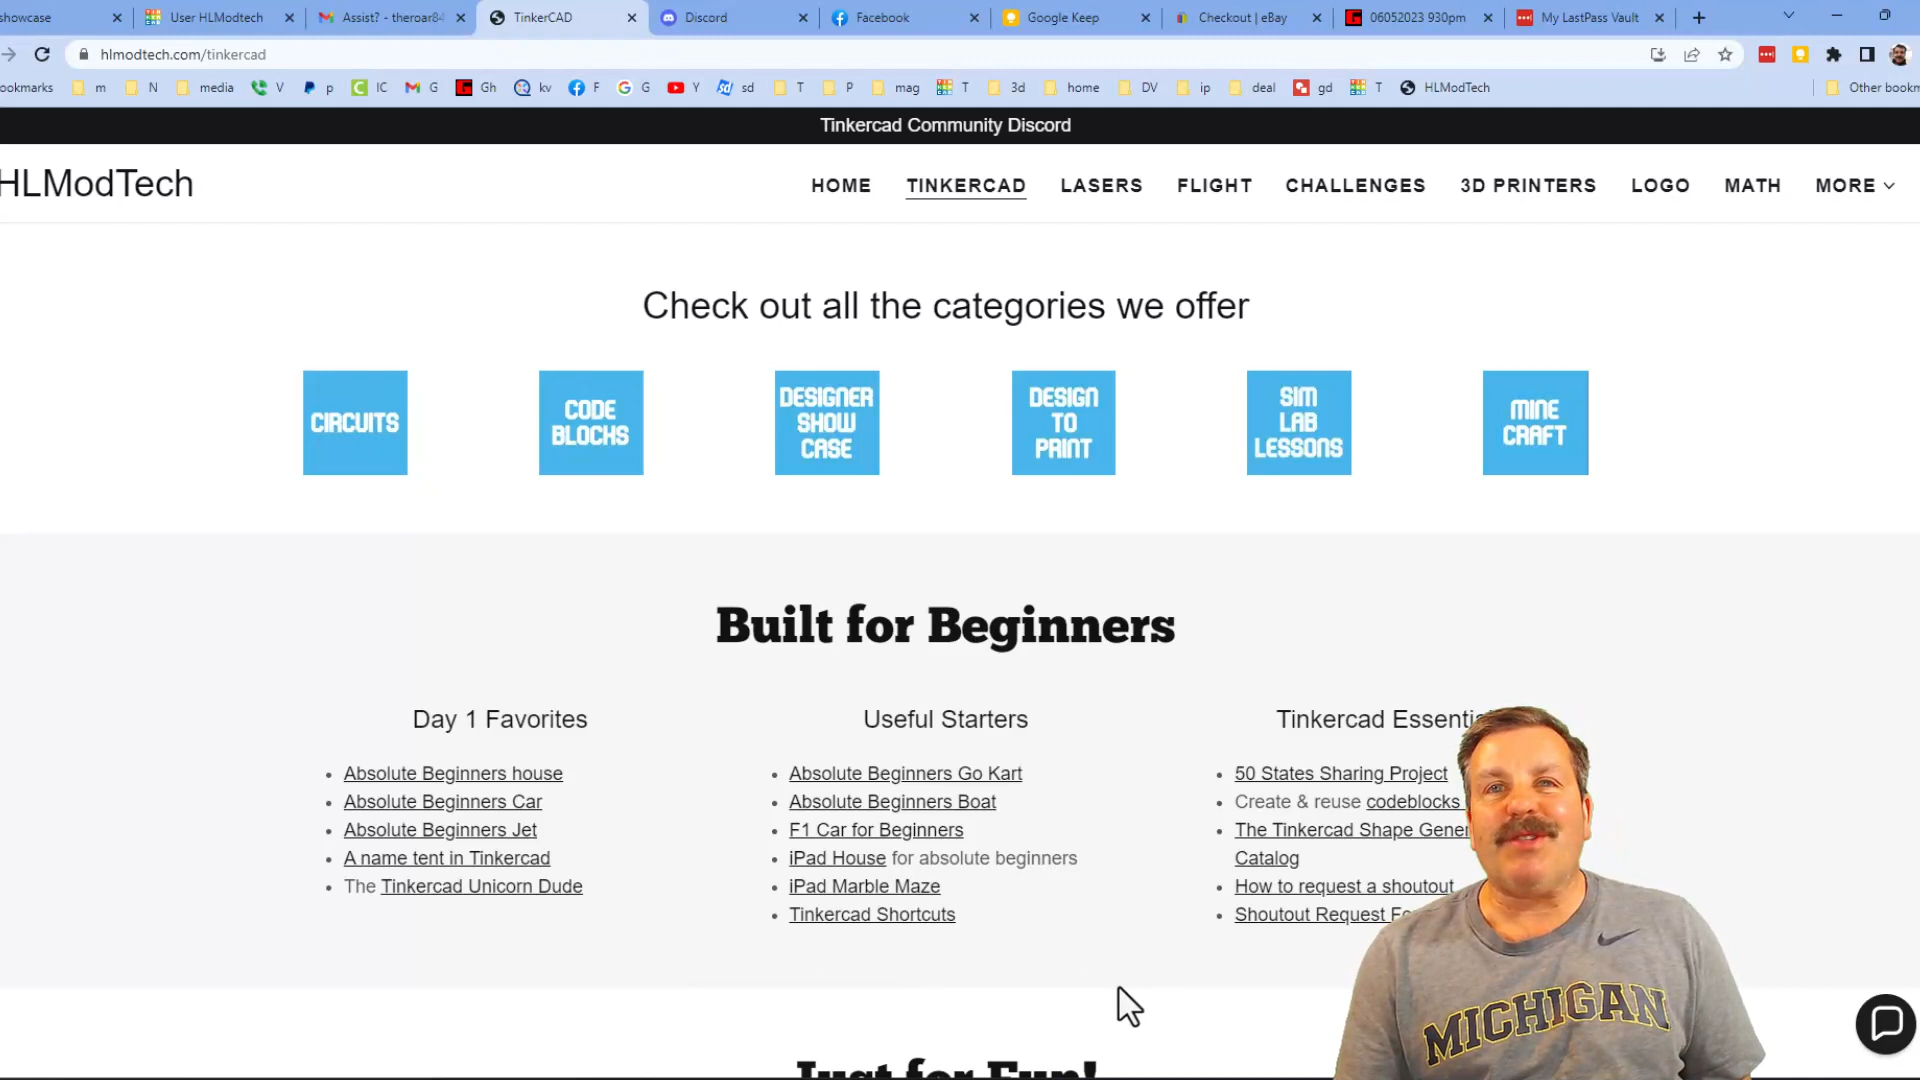 showcase User HLModtech Assist? - theroar84 TinkerCAD Discord Facebook Google Keep Checkout | eBay 06052023 930pm My LastPass Vault
hlmodtech.com/tinkercad
ookmarks m N media V p IC G Gh kv F G Y sd T P mag T 3d home DV ip deal gd T HLModTech Other bookm
Tinkercad Community Discord
HLModTech HOME TINKERCAD LASERS FLIGHT CHALLENGES 3D PRINTERS LOGO MATH MORE
Check out all the categories we offer
CIRCUITS
CODE
BLOCKS
DESIGNER
SHOW
CASE
DESIGN
TO
PRINT
SIM
LAB
LESSONS
MINE
CRAFT
Built for Beginners
Day 1 Favorites
Absolute Beginners house
Absolute Beginners Car
Absolute Beginners Jet
A name tent in Tinkercad
The Tinkercad Unicorn Dude
Useful Starters
Absolute Beginners Go Kart
Absolute Beginners Boat
F1 Car for Beginners
iPad House for absolute beginners
iPad Marble Maze
Tinkercad Shortcuts
Tinkercad Essentia
50 States Sharing Project
Create & reuse codeblocks
The Tinkercad Shape Gener
Catalog
How to request a shoutout
Shoutout Request Fo
Just for Fun!
MICHIGAN